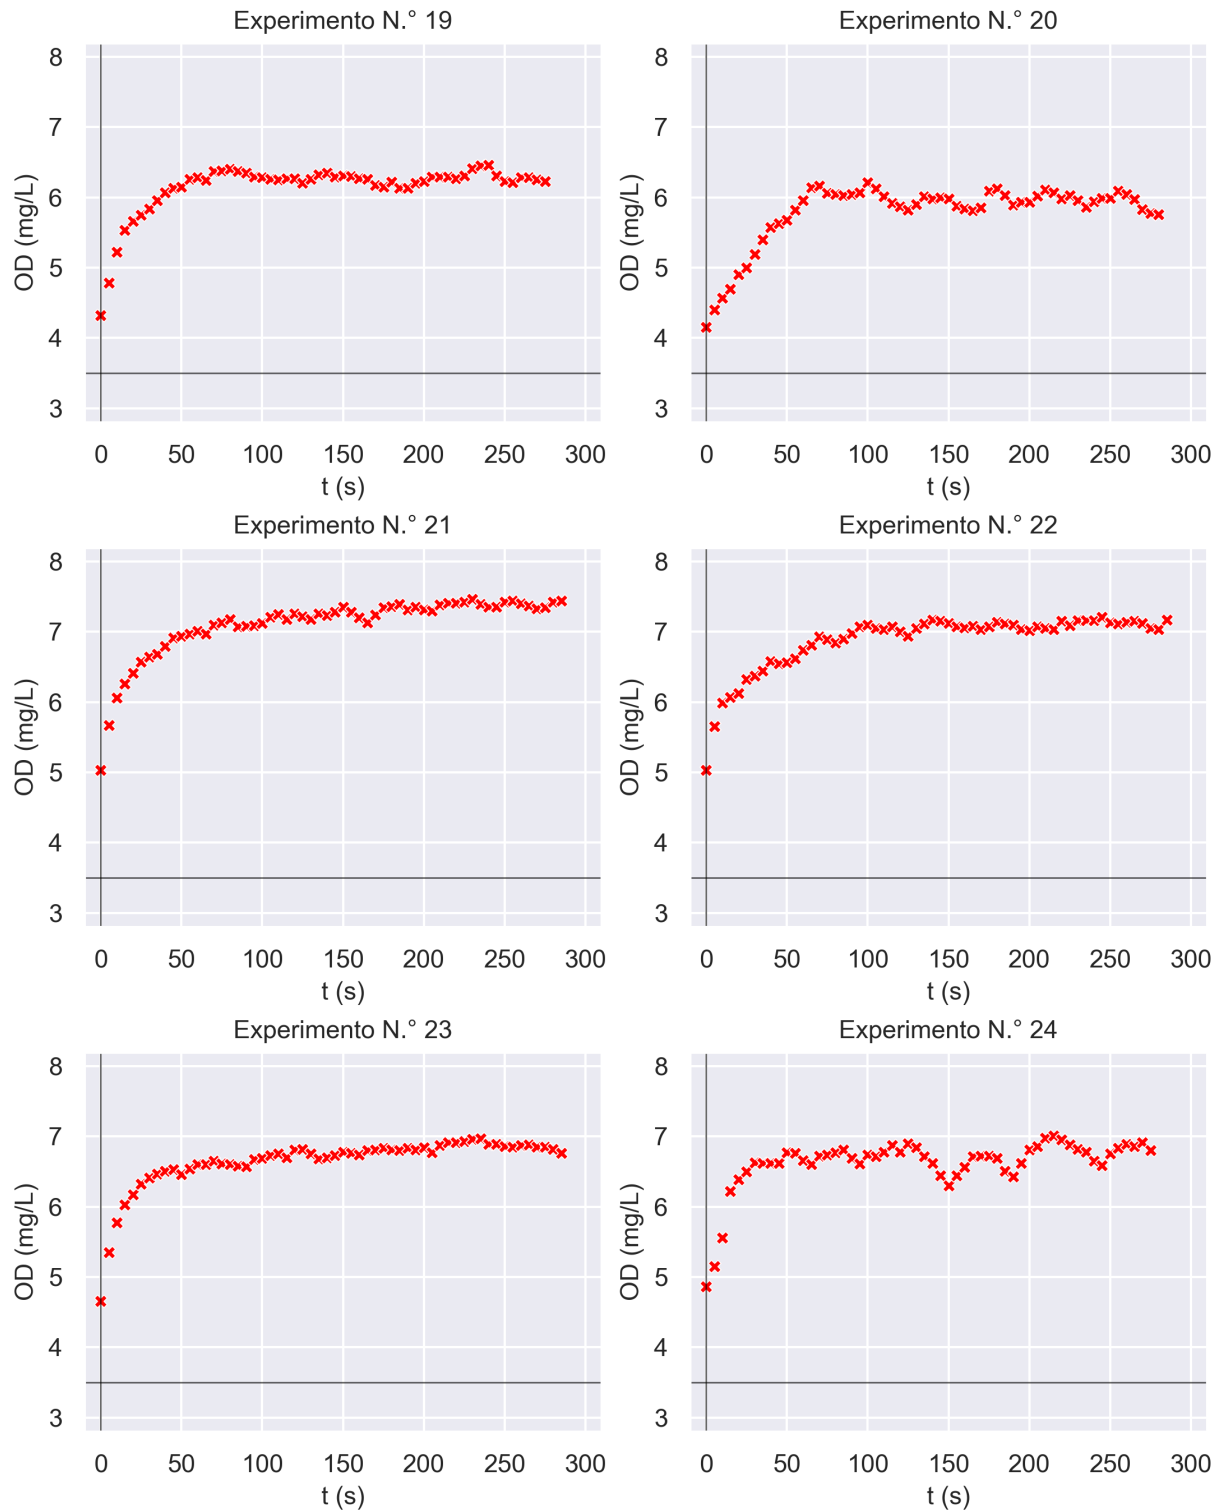 Experimento N.° 19
8
7
6
5
4
3
OD (mg/L)
0 50 100 150 200 250 300
t (s)
Experimento N.° 20
8
7
6
5
4
3
OD (mg/L)
0 50 100 150 200 250 300
t (s)
Experimento N.° 21
8
7
6
5
4
3
OD (mg/L)
0 50 100 150 200 250 300
t (s)
Experimento N.° 22
8
7
6
5
4
3
OD (mg/L)
0 50 100 150 200 250 300
t (s)
Experimento N.° 23
8
7
6
5
4
3
OD (mg/L)
0 50 100 150 200 250 300
t (s)
Experimento N.° 24
8
7
6
5
4
3
OD (mg/L)
0 50 100 150 200 250 300
t (s)